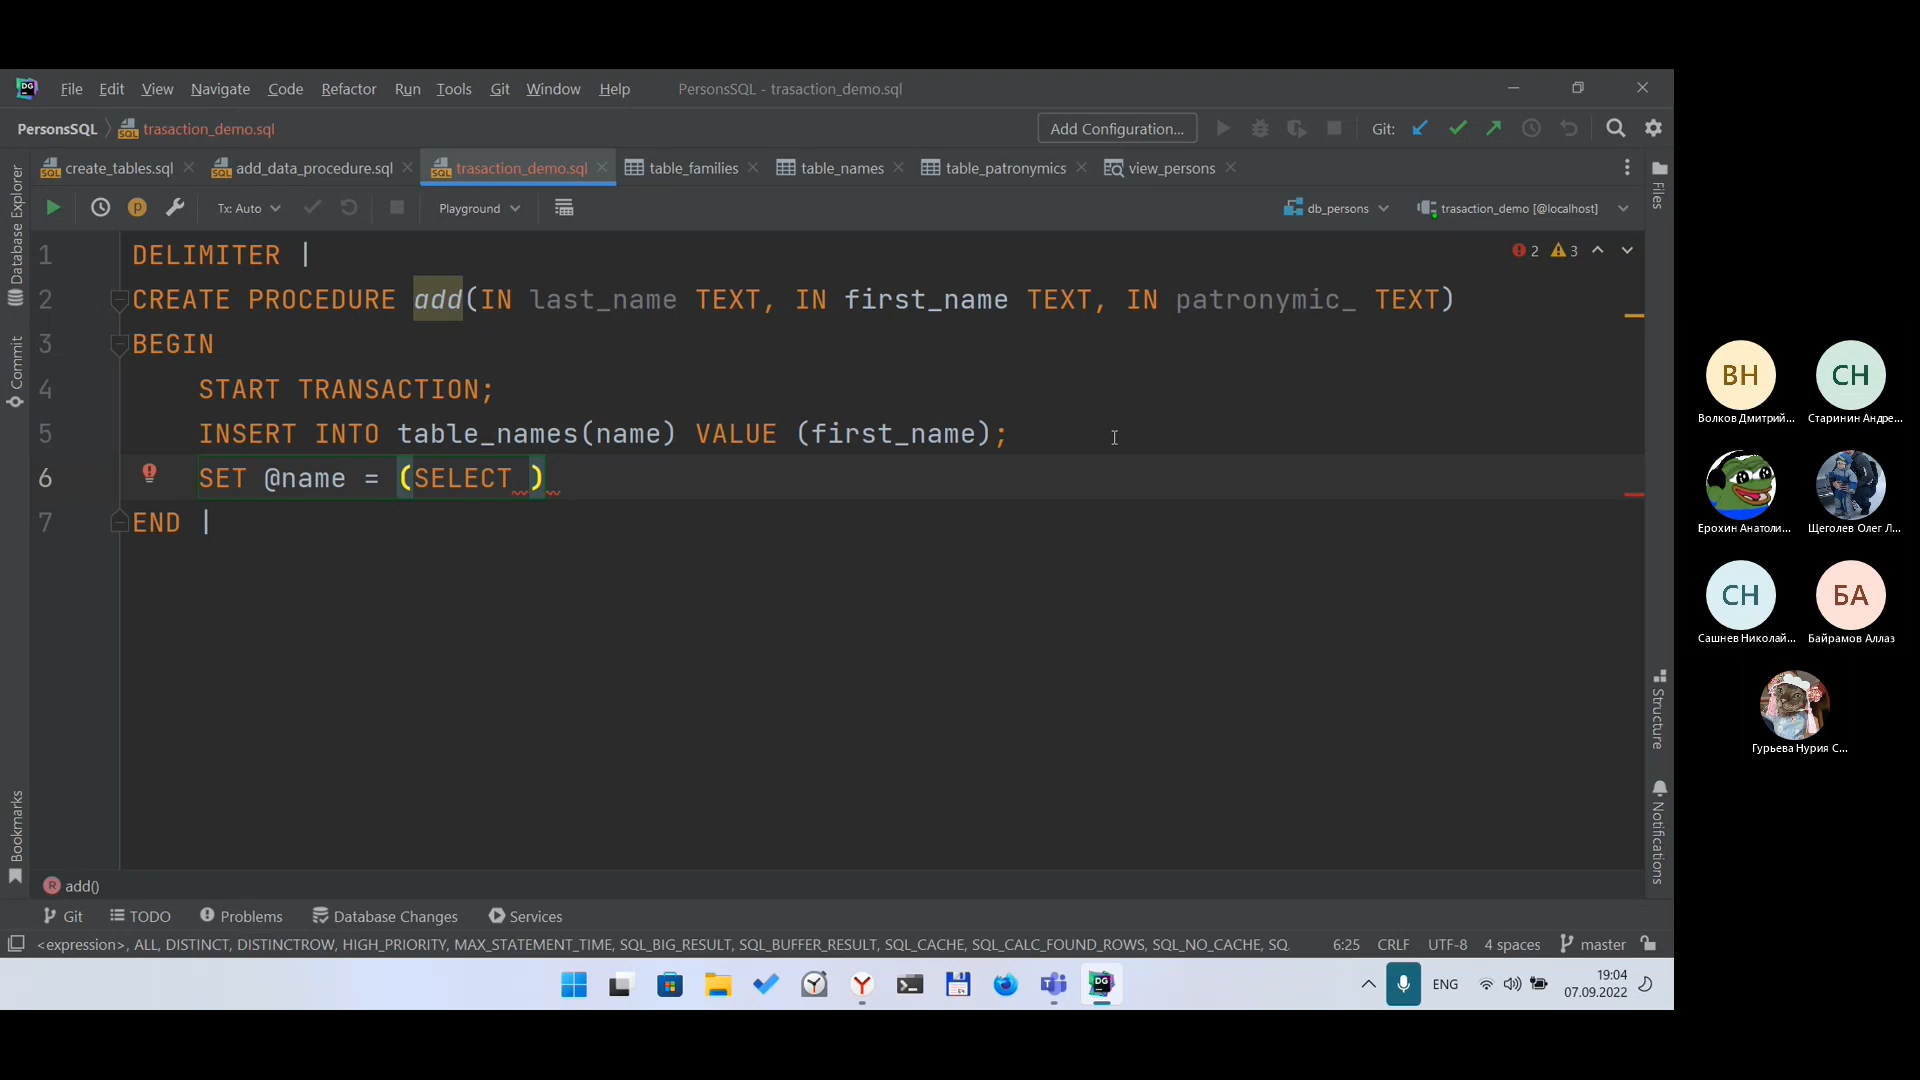 DG File Edit View Navigate Code Refactor Run Tools Git Window Help PersonsSQL - trasaction_demo.sql
PersonsSQL trasaction_demo.sql Add Configuration... Git:
create_tables.sql add_data_procedure.sql trasaction_demo.sql table_families table_names table_patronymics view_persons
Tx: Auto Playground db_persons trasaction_demo [@localhost]
Database Explorer
Commit
Bookmarks
1 DELIMITER |
2 CREATE PROCEDURE add(IN last_name TEXT, IN first_name TEXT, IN patronymic_ TEXT)
3 BEGIN
4 START TRANSACTION;
5 INSERT INTO table_names(name) VALUE (first_name);
6 SET @name = (SELECT )
7 END |
2 3
Files
Structure
Notifications
R add()
Git TODO Problems Database Changes Services
<expression>, ALL, DISTINCT, DISTINCTROW, HIGH_PRIORITY, MAX_STATEMENT_TIME, SQL_BIG_RESULT, SQL_BUFFER_RESULT, SQL_CACHE, SQL_CALC_FOUND_ROWS, SQL_NO_CACHE, SQ. 6:25 CRLF UTF-8 4 spaces master
ENG 19:04
07.09.2022
ВН СН
Волков Дмитрий... Старинин Андре...
Ерохин Анатоли... Щеголев Олег Л...
СН БА
Сашнев Николай... Байрамов Аллаз
Гурьева Нурия С...